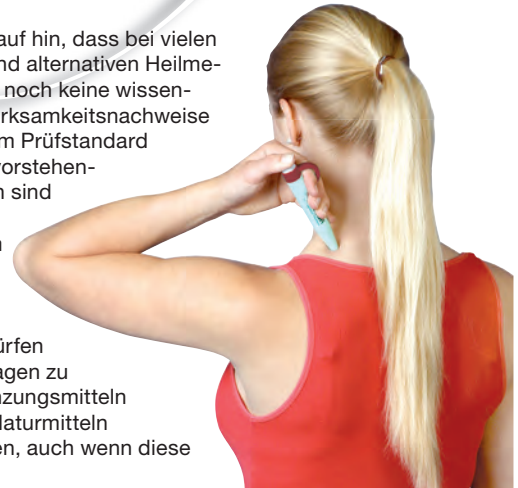 auf hin, dass bei vielen
nd alternativen Heilme-
noch keine wissen-
rksamkeitsnachweise
m Prüfstandard
vorstehen-
n sind
n
ürfen
agen zu
nzungsmitteln
Naturmitteln
en, auch wenn diese